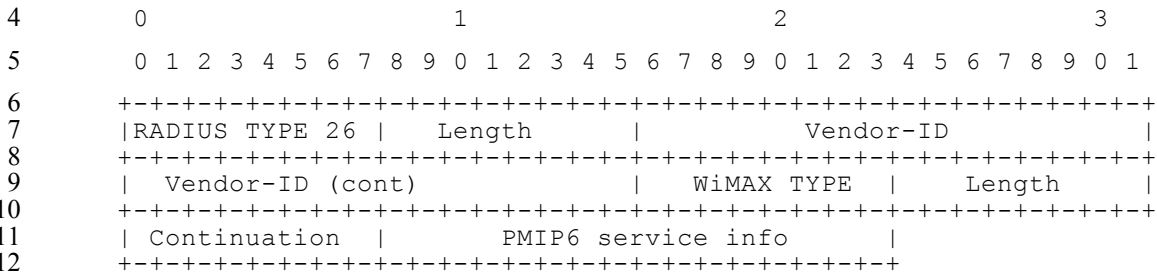 4 0                   1                   2                   3
5 0 1 2 3 4 5 6 7 8 9 0 1 2 3 4 5 6 7 8 9 0 1 2 3 4 5 6 7 8 9 0 1
6 +-+-+-+-+-+-+-+-+-+-+-+-+-+-+-+-+-+-+-+-+-+-+-+-+-+-+-+-+-+-+-+-+
7 |RADIUS TYPE 26 |   Length      |          Vendor-ID            |
8 +-+-+-+-+-+-+-+-+-+-+-+-+-+-+-+-+-+-+-+-+-+-+-+-+-+-+-+-+-+-+-+-+
9 |  Vendor-ID (cont)             |   WiMAX TYPE  |    Length     |
10 +-+-+-+-+-+-+-+-+-+-+-+-+-+-+-+-+-+-+-+-+-+-+-+-+-+-+-+-+-+-+-+-+
11 | Continuation  |       PMIP6 service info      |
12 +-+-+-+-+-+-+-+-+-+-+-+-+-+-+-+-+-+-+-+-+-+-+-+-+